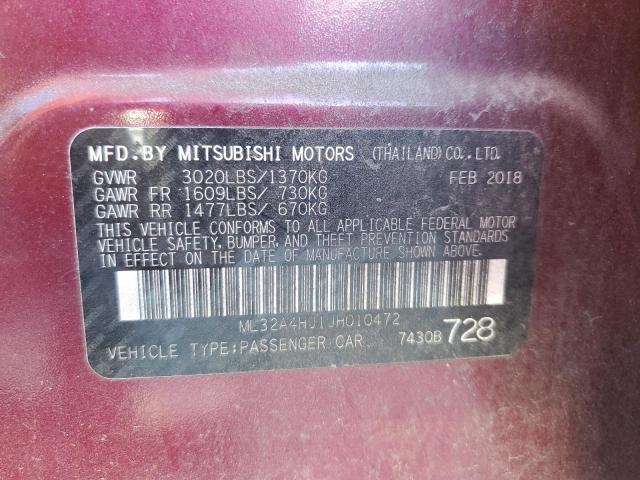 MFD. BY MITSUBISHI MOTORS (THAILAND) CO., LTD.
GVWR 3020LBS/1370KG FEB 2018
GAWR FR 1609LBS/ 730KG
GAWR RR 1477LBS/ 670KG
THIS VEHICLE CONFORMS TO ALL APPLICABLE FEDERAL MOTOR
VEHICLE SAFETY, BUMPER, AND THEFT PREVENTION STANDARDS
IN EFFECT ON THE DATE OF MANUFACTURE SHOWN ABOVE.
ML32A4HJ1JH010472
VEHICLE TYPE:PASSENGER CAR 7430B 728